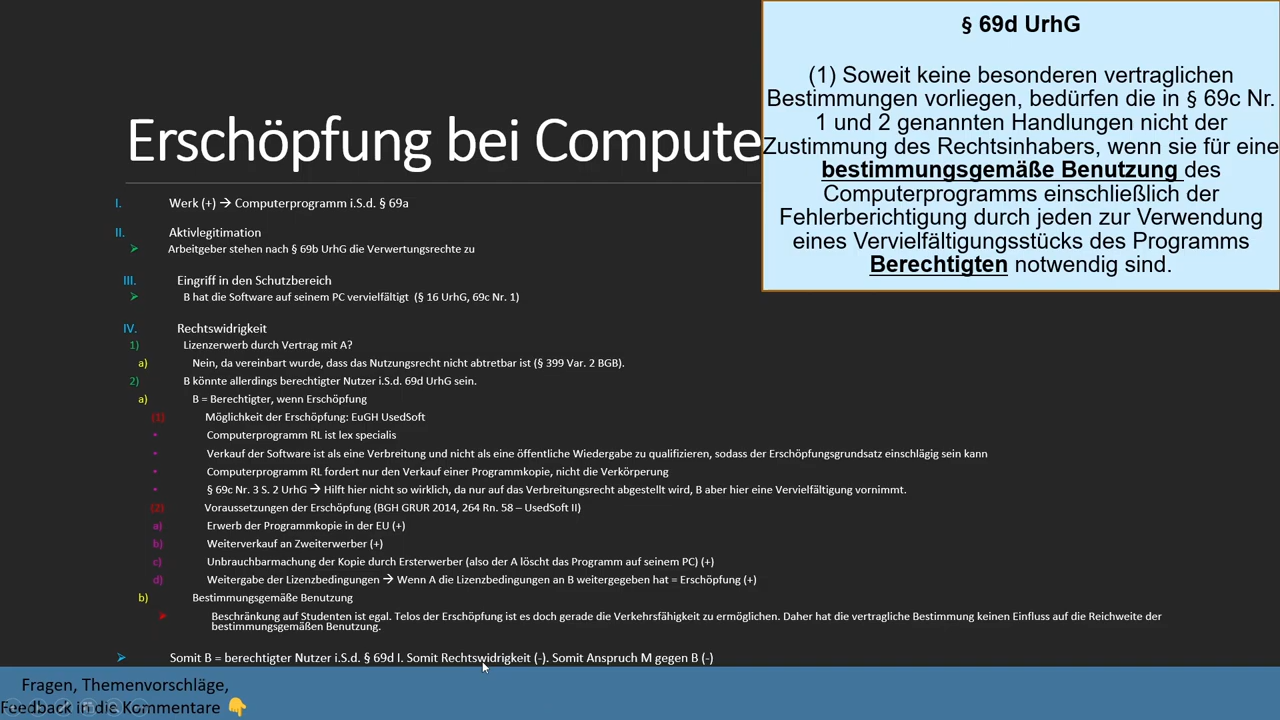 Erschöpfung bei Compute
I. Werk (+) → Computerprogramm i.S.d. § 69a
II. Aktivlegitimation
Arbeitgeber stehen nach § 69b UrhG die Verwertungsrechte zu
III. Eingriff in den Schutzbereich
B hat die Software auf seinem PC vervielfältigt (§ 16 UrhG, 69c Nr. 1)
IV. Rechtswidrigkeit
1) Lizenzerwerb durch Vertrag mit A?
a) Nein, da vereinbart wurde, dass das Nutzungsrecht nicht abtretbar ist (§ 399 Var. 2 BGB).
2) B könnte allerdings berechtigter Nutzer i.S.d. 69d UrhG sein.
a) B = Berechtigter, wenn Erschöpfung
(1) Möglichkeit der Erschöpfung: EuGH UsedSoft
Computerprogramm RL ist lex specialis
Verkauf der Software ist als eine Verbreitung und nicht als eine öffentliche Wiedergabe zu qualifizieren, sodass der Erschöpfungsgrundsatz einschlägig sein kann
Computerprogramm RL fordert nur den Verkauf einer Programmkopie, nicht die Verkörperung
§ 69c Nr. 3 S. 2 UrhG → Hilft hier nicht so wirklich, da nur auf das Verbreitungsrecht abgestellt wird, B aber hier eine Vervielfältigung vornimmt.
(2) Voraussetzungen der Erschöpfung (BGH GRUR 2014, 264 Rn. 58 – UsedSoft II)
a) Erwerb der Programmkopie in der EU (+)
b) Weiterverkauf an Zweiterwerber (+)
c) Unbrauchbarmachung der Kopie durch Ersterwerber (also der A löscht das Programm auf seinem PC) (+)
d) Weitergabe der Lizenzbedingungen → Wenn A die Lizenzbedingungen an B weitergegeben hat = Erschöpfung (+)
b) Bestimmungsgemäße Benutzung
Beschränkung auf Studenten ist egal. Telos der Erschöpfung ist es doch gerade die Verkehrsfähigkeit zu ermöglichen. Daher hat die vertragliche Bestimmung keinen Einfluss auf die Reichweite der
bestimmungsgemäßen Benutzung.
Somit B = berechtigter Nutzer i.S.d. § 69d I. Somit Rechtswidrigkeit (-). Somit Anspruch M gegen B (-)
§ 69d UrhG
(1) Soweit keine besonderen vertraglichen
Bestimmungen vorliegen, bedürfen die in § 69c Nr.
1 und 2 genannten Handlungen nicht der
Zustimmung des Rechtsinhabers, wenn sie für eine
bestimmungsgemäße Benutzung des
Computerprogramms einschließlich der
Fehlerberichtigung durch jeden zur Verwendung
eines Vervielfältigungsstücks des Programms
Berechtigten notwendig sind.
Fragen, Themenvorschläge,
Feedback in die Kommentare 👇